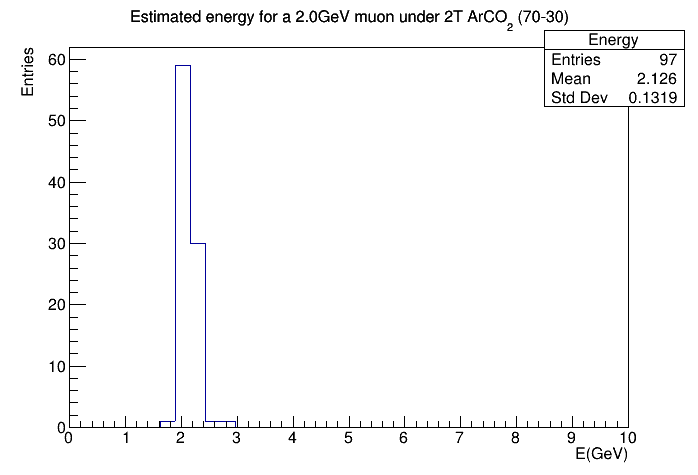 Estimated energy for a 2.0GeV muon under 2T ArCO2 (70-30)
Energy
Entries 97
Mean 2.126
Std Dev 0.1319
Entries
60
50
40
30
20
10
0
0 1 2 3 4 5 6 7 8 9 10
E(GeV)